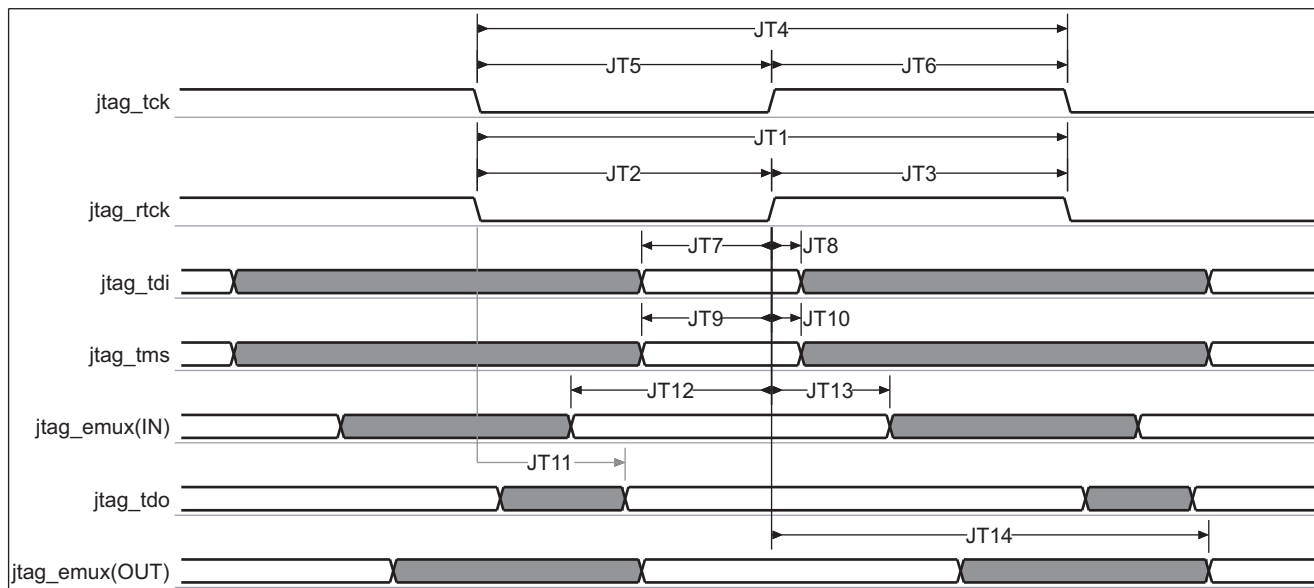 JT4
JT5 JT6
jtag_tck
JT1
JT2 JT3
jtag_rtck
JT7 JT8
jtag_tdi
JT9 JT10
jtag_tms
JT12 JT13
jtag_emux(IN)
JT11
jtag_tdo
JT14
jtag_emux(OUT)